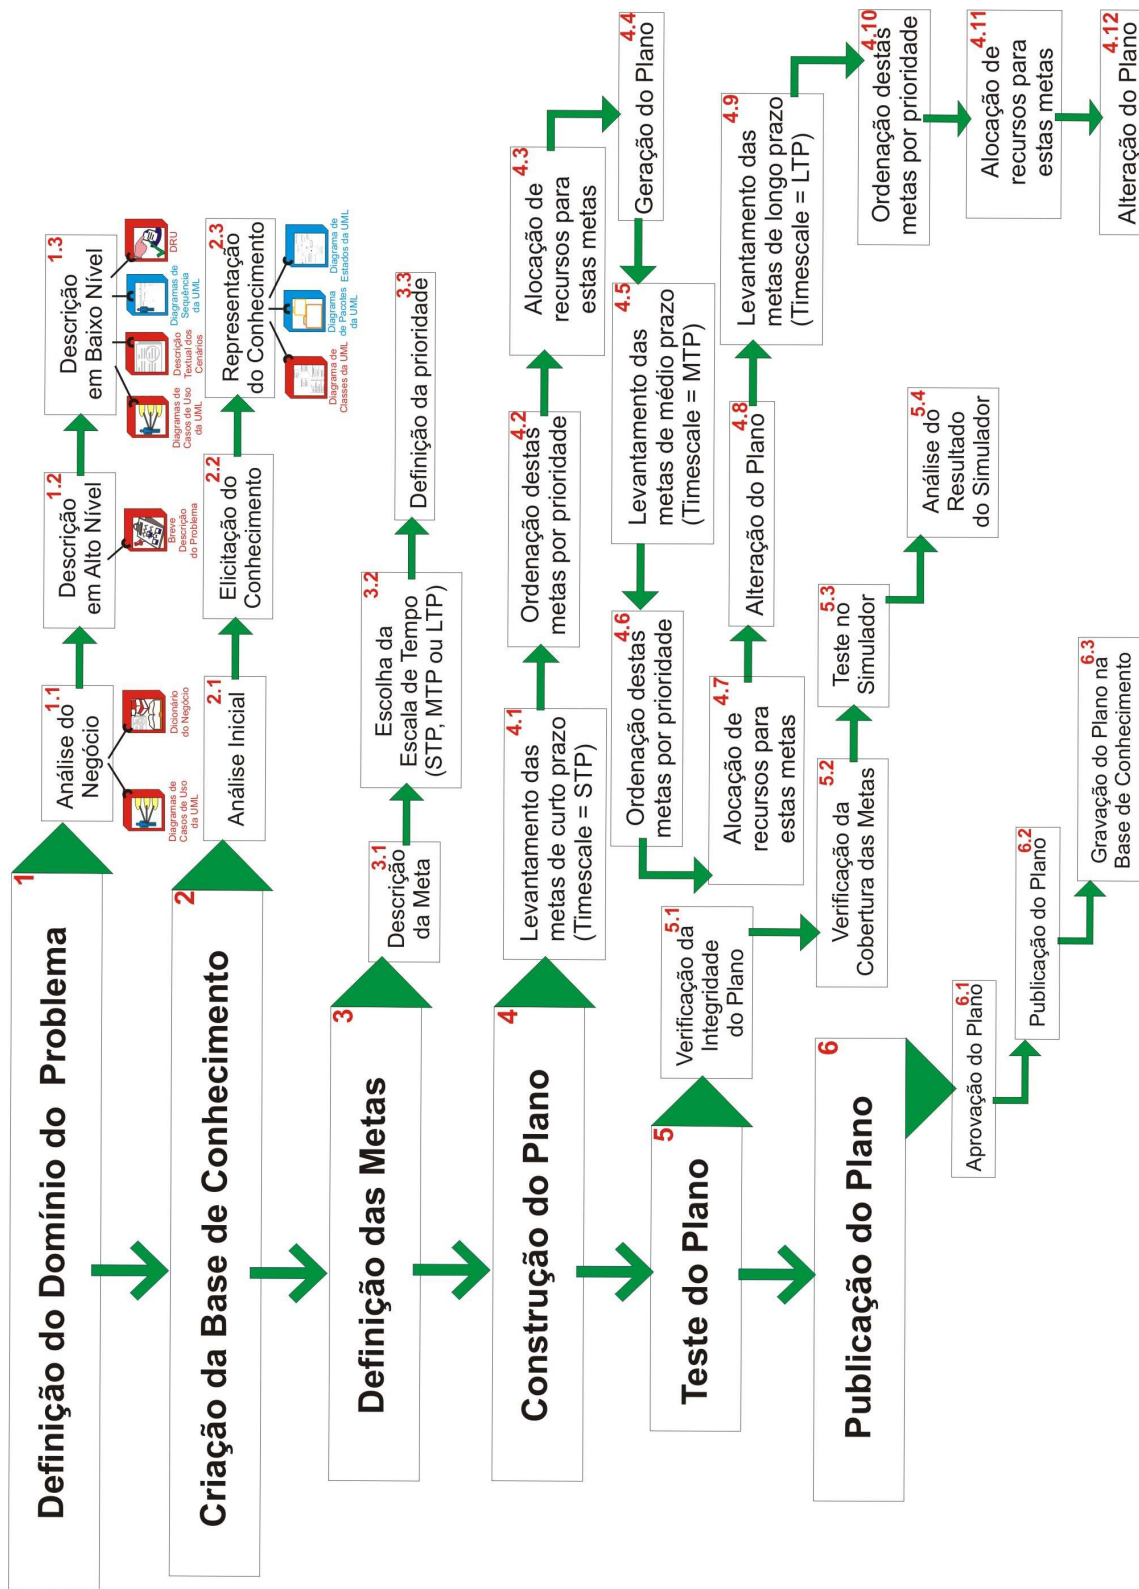 1
Definição do Domínio do Problema
1.1
Análise do
Negócio
Diagramas de
Casos de Uso
da UML
Dicionário
do Negócio
1.2
Descrição
em Alto Nível
Breve
Descrição
do Problema
1.3
Descrição
em Baixo Nível
Diagramas de
Casos de Uso
da UML
Descrição
Textual dos
Cenários
Diagramas de
Sequência
da UML
DRU
2
Criação da Base de Conhecimento
2.1
Análise Inicial
2.2
Elicitação do
Conhecimento
2.3
Representação
do Conhecimento
Diagrama de
Classes da UML
Diagrama
de Pacotes
da UML
Diagrama de
Estados da UML
3
Definição das Metas
3.1
Descrição
da Meta
3.2
Escolha da
Escala de Tempo
(STP, MTP ou LTP)
3.3
Definição da prioridade
4
Construção do Plano
4.1
Levantamento das
metas de curto prazo
(Timescale = STP)
4.2
Ordenação destas
metas por prioridade
4.3
Alocação de
recursos para
estas metas
4.4
Geração do Plano
4.5
Levantamento das
metas de médio prazo
(Timescale = MTP)
4.6
Ordenação destas
metas por prioridade
4.7
Alocação de
recursos para
estas metas
4.8
Alteração do Plano
4.9
Levantamento das
metas de longo prazo
(Timescale = LTP)
4.10
Ordenação destas
metas por prioridade
4.11
Alocação de
recursos para
estas metas
4.12
Alteração do Plano
5
Teste do Plano
5.1
Verificação da
Integridade
do Plano
5.2
Verificação da
Cobertura das Metas
5.3
Teste no
Simulador
5.4
Análise do
Resultado
do Simulador
6
Publicação do Plano
6.1
Aprovação do Plano
6.2
Publicação do Plano
6.3
Gravação do Plano na
Base de Conhecimento